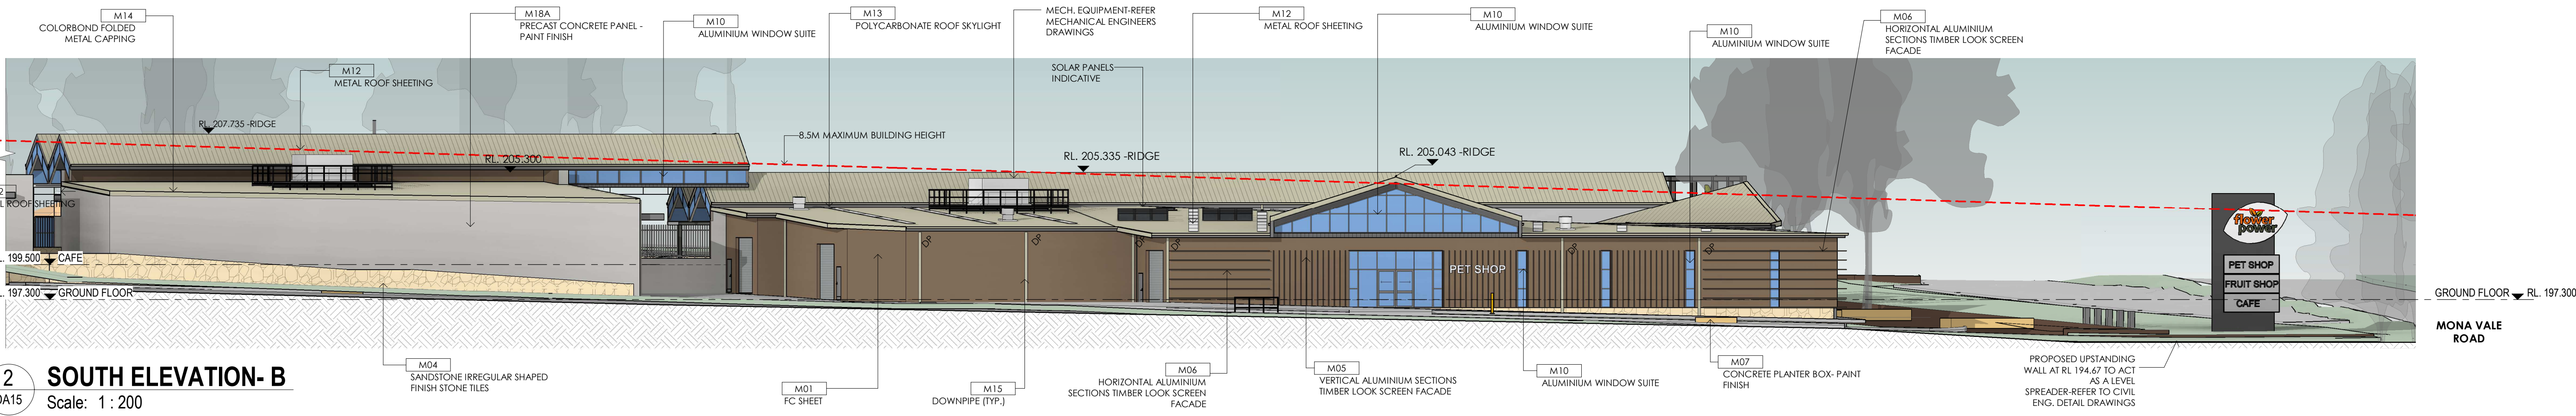 M14
COLORBOND FOLDED
METAL CAPPING
M18A
PRECAST CONCRETE PANEL -
PAINT FINISH
M10
ALUMINIUM WINDOW SUITE
M13
POLYCARBONATE ROOF SKYLIGHT
MECH. EQUIPMENT-REFER
MECHANICAL ENGINEERS
DRAWINGS
M12
METAL ROOF SHEETING
M10
ALUMINIUM WINDOW SUITE
M10
ALUMINIUM WINDOW SUITE
M06
HORIZONTAL ALUMINIUM
SECTIONS TIMBER LOOK SCREEN
FACADE
M12
METAL ROOF SHEETING
SOLAR PANELS
INDICATIVE
RL. 207.735 -RIDGE
8.5M MAXIMUM BUILDING HEIGHT
RL. 205.300
RL. 205.335 -RIDGE
RL. 205.043 -RIDGE
2
L ROOF SHEETING
flower
power
DP
DP
DP
DP
DP
L. 199.500 CAFE
PET SHOP
PET SHOP
FRUIT SHOP
CAFE
L. 197.300 GROUND FLOOR
GROUND FLOOR RL. 197.300
MONA VALE
ROAD
M04
SANDSTONE IRREGULAR SHAPED
FINISH STONE TILES
M01
FC SHEET
M15
DOWNPIPE (TYP.)
M06
HORIZONTAL ALUMINIUM
SECTIONS TIMBER LOOK SCREEN
FACADE
M05
VERTICAL ALUMINIUM SECTIONS
TIMBER LOOK SCREEN FACADE
M10
ALUMINIUM WINDOW SUITE
M07
CONCRETE PLANTER BOX- PAINT
FINISH
PROPOSED UPSTANDING
WALL AT RL 194.67 TO ACT
AS A LEVEL
SPREADER-REFER TO CIVIL
ENG. DETAIL DRAWINGS
2
DA15
SOUTH ELEVATION- B
Scale: 1 : 200